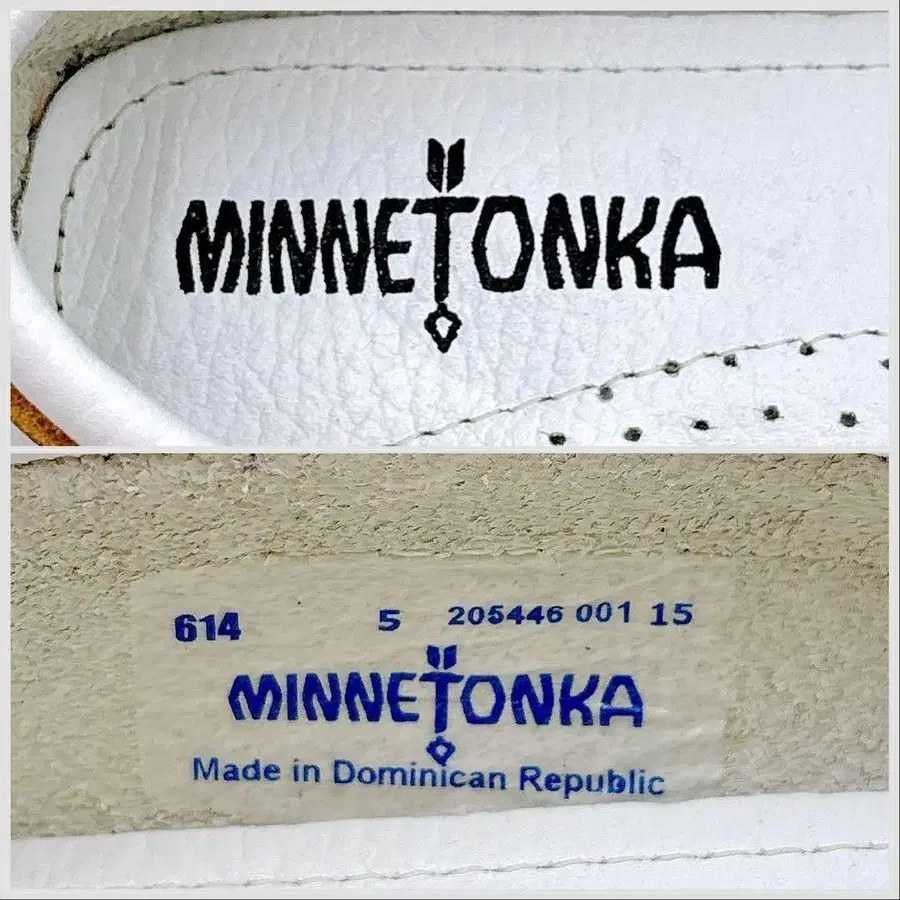 MINNETONKA
614 5 205446 001 15
MINNETONKA
Made in Dominican Republic